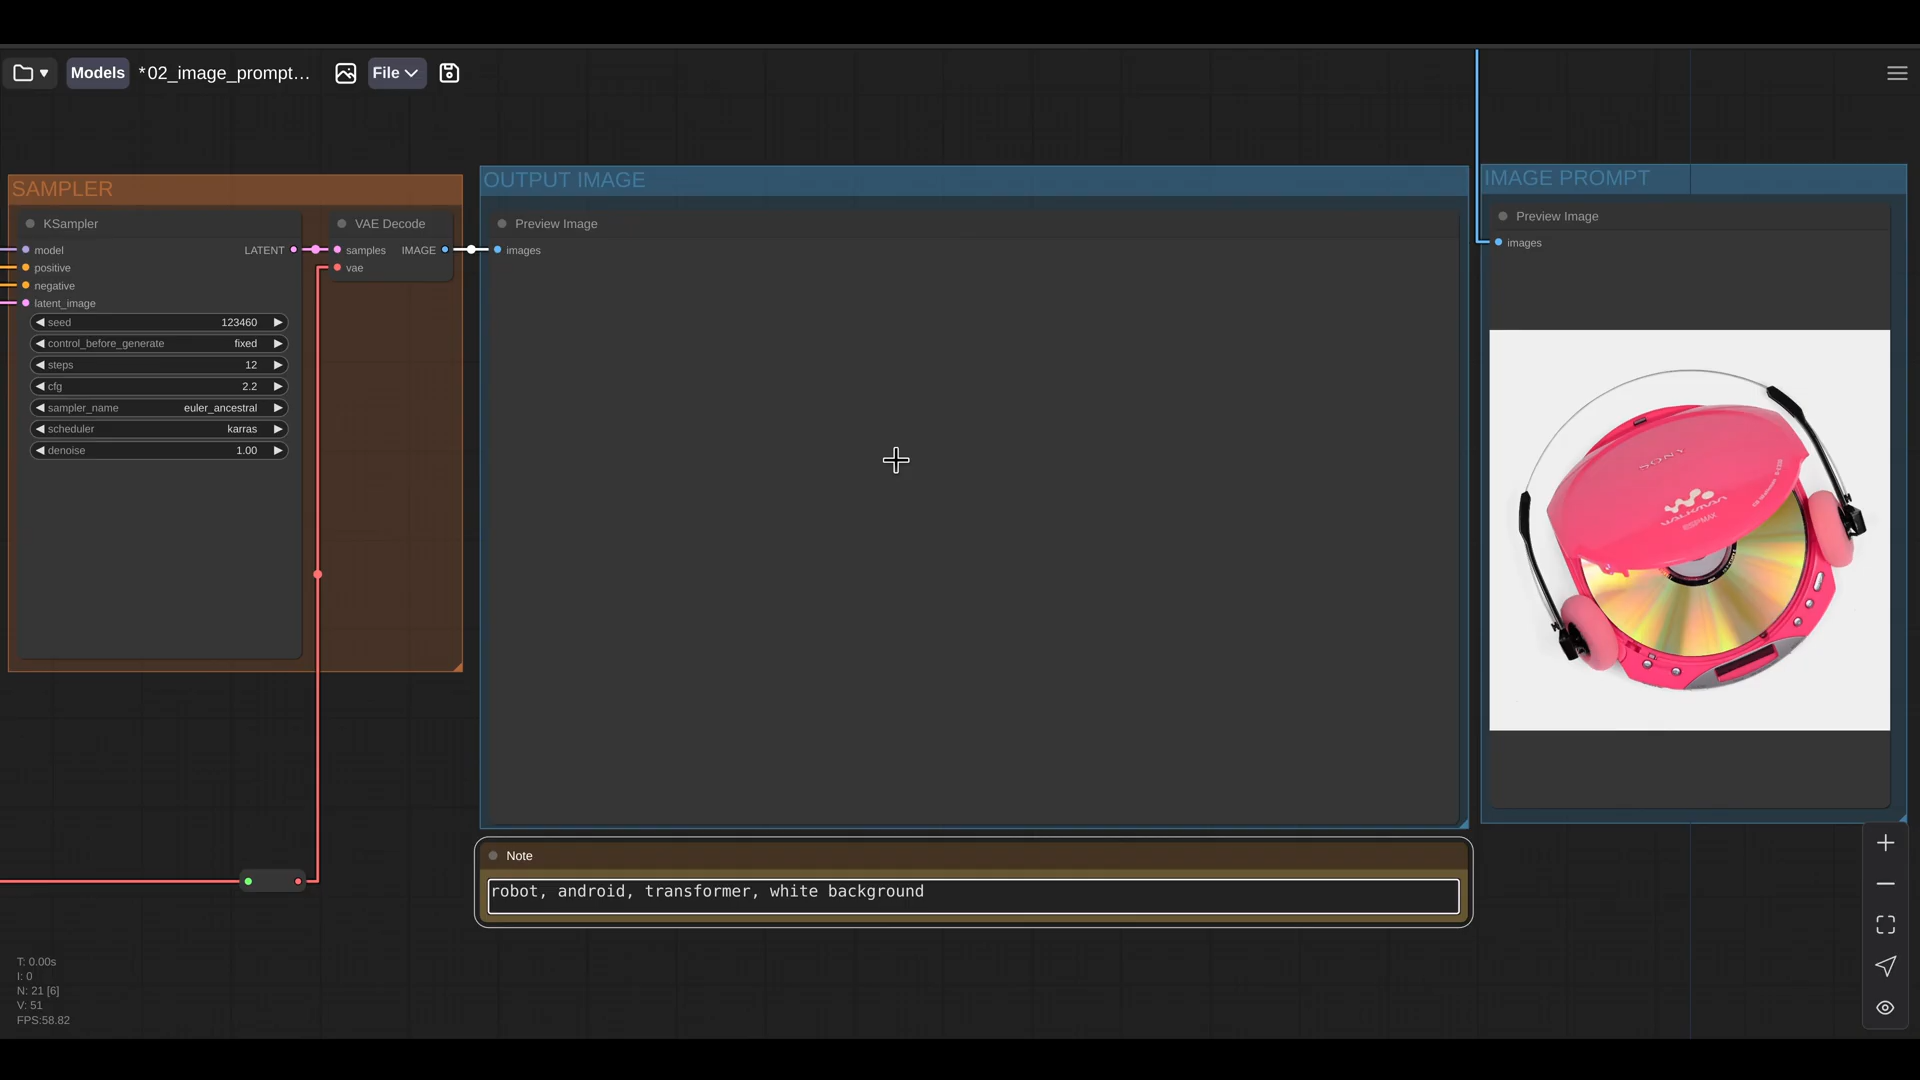 Models
*02_image_prompt...
File
SAMPLER
KSampler
model
LATENT
positive
negative
latent_image
seed 123460
control_before_generate fixed
steps 12
cfg 2.2
sampler_name euler_ancestral
scheduler karras
denoise 1.00
VAE Decode
samples IMAGE
vae
OUTPUT IMAGE
Preview Image
images
IMAGE PROMPT
Preview Image
images
SONY
WALKMAN
ESPMAX
Note
robot, android, transformer, white background
T: 0.00s
I: 0
N: 21 [6]
V: 51
FPS:58.82